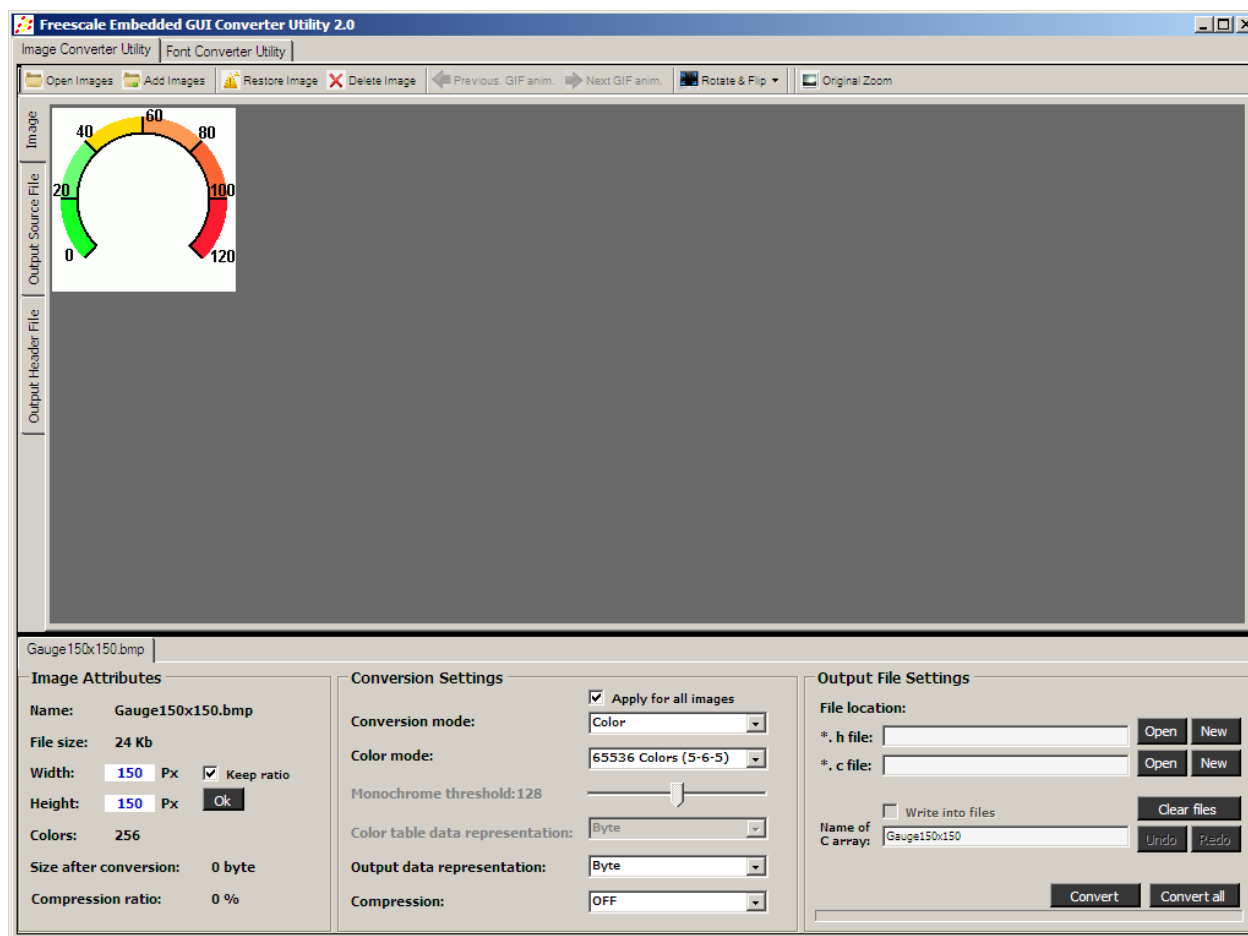 Freescale Embedded GUI Converter Utility 2.0
Image Converter Utility Font Converter Utility
Open Images Add Images Restore Image Delete Image Previous. GIF anim. Next GIF anim. Rotate & Flip Original Zoom
Image
Output Source File
Output Header File
60
40 80
20 100
0 120
Gauge150x150.bmp
Image Attributes
Name: Gauge150x150.bmp
File size: 24 Kb
Width: 150 Px Keep ratio
Height: 150 Px Ok
Colors: 256
Size after conversion: 0 byte
Compression ratio: 0 %
Conversion Settings
Apply for all images
Conversion mode: Color
Color mode: 65536 Colors (5-6-5)
Monochrome threshold:128
Color table data representation: Byte
Output data representation: Byte
Compression: OFF
Output File Settings
File location:
*. h file: Open New
*. c file: Open New
Write into files Clear files
Name of
C array: Gauge150x150 Undo Redo
Convert Convert all